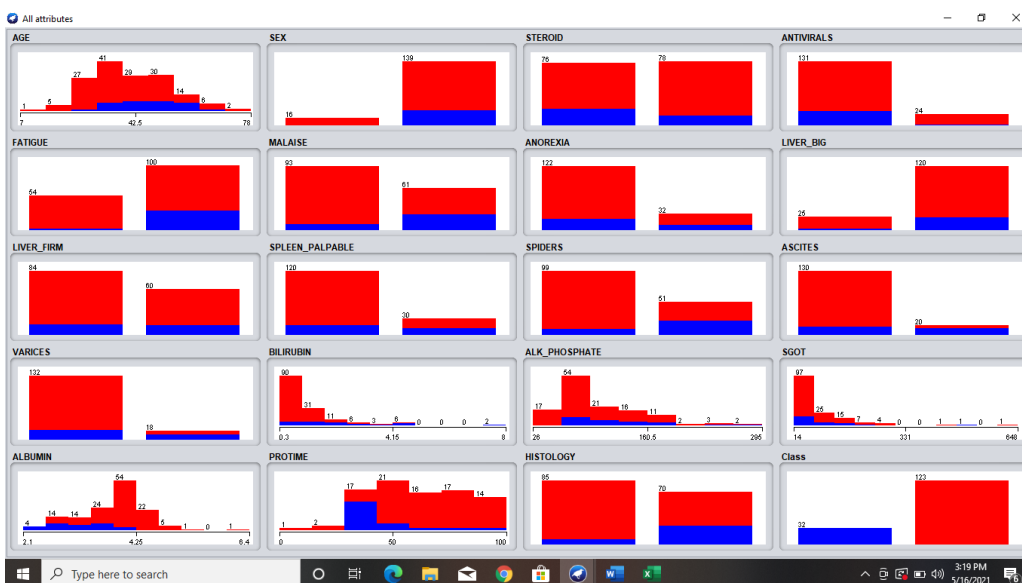 All attributes
AGE SEX STEROID ANTIVIRALS
1 5 27 41 29 30 14 6 2
7 42.5 78
16 139
76 78
131 24
FATIGUE MALAISE ANOREXIA LIVER_BIG
54 100
93 61
122 32
25 120
LIVER_FIRM SPLEEN_PALPABLE SPIDERS ASCITES
84 60
120 30
99 51
130 20
VARICES BILIRUBIN ALK_PHOSPHATE SGOT
132 18
90 31 11 6 3 6 0 0 0 2
0.3 4.15 8
17 54 21 16 11 2 3 2
26 160.5 295
97 25 15 7 4 0 0 1 1 0 1
14 331 648
ALBUMIN PROTIME HISTOLOGY Class
4 14 14 24 54 22 5 1 0 1
2.1 4.25 6.4
1 2 17 21 16 17 14
0 50 100
85 70
32 123
Type here to search
3:19 PM
5/16/2021